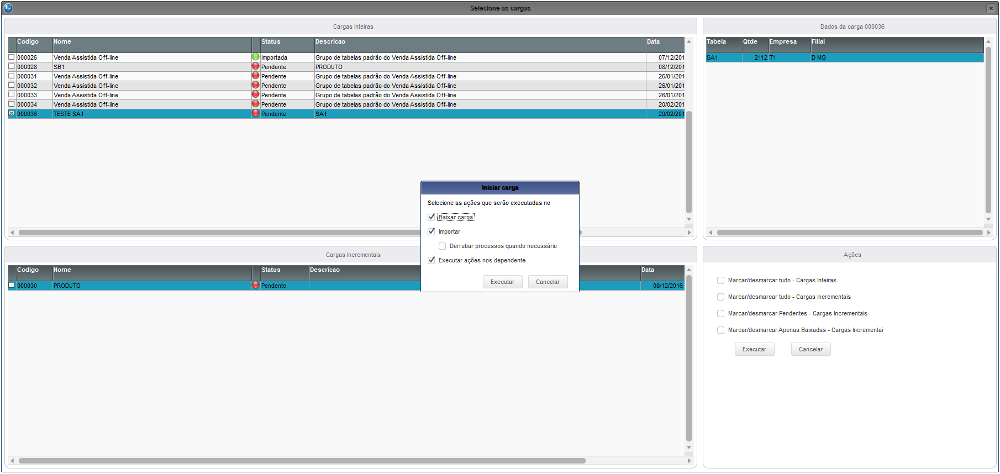 Selecione as cargas
Cargas Inteiras
Codigo Nome Status Descricao Data
000026 Venda Assistida Off-line Importada Grupo de tabelas padrão do Venda Assistida Off-line 07/12/201
000028 SB1 Pendente PRODUTO 08/12/201
000031 Venda Assistida Off-line Pendente Grupo de tabelas padrão do Venda Assistida Off-line 26/01/201
000032 Venda Assistida Off-line Pendente Grupo de tabelas padrão do Venda Assistida Off-line 26/01/201
000033 Venda Assistida Off-line Pendente Grupo de tabelas padrão do Venda Assistida Off-line 26/01/201
000034 Venda Assistida Off-line Pendente Grupo de tabelas padrão do Venda Assistida Off-line 20/02/201
000036 TESTE SA1 Pendente SA1 20/02/201
Dados da carga 000036
Tabela Qtde Empresa Filial
SA1 2112 T1 D MG
Iniciar carga
Selecione as ações que serão executadas no
Baixar carga
Importar
Derrubar processos quando necessário
Executar ações nos dependente
Executar Cancelar
Cargas Incrementais
Codigo Nome Status Descricao Data
000030 PRODUTO Pendente 08/12/2016
Ações
Marcar/desmarcar tudo - Cargas Inteiras
Marcar/desmarcar tudo - Cargas Incrementais
Marcar/desmarcar Pendentes - Cargas Incrementais
Marcar/desmarcar Apenas Baixadas - Cargas Incrementai
Executar Cancelar